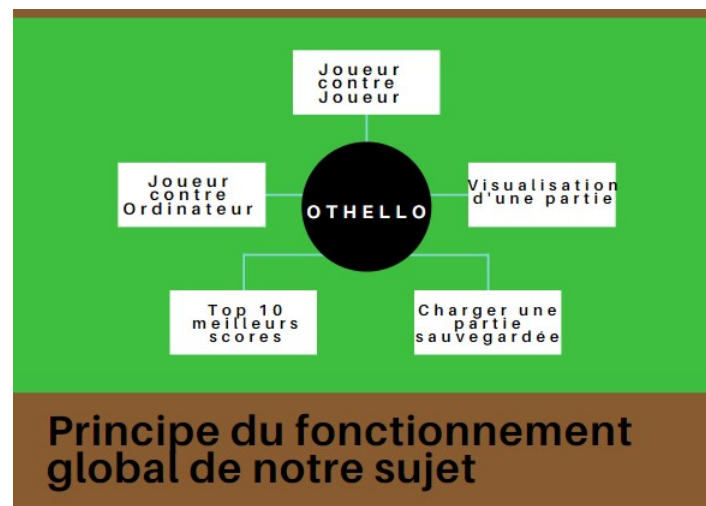 Joueur
contre
Joueur
Joueur
contre
Ordinateur
OTHELLO
Visualisation
d'une partie
Top 10
meilleurs
scores
Charger une
partie
sauvegardée
Principe du fonctionnement
global de notre sujet